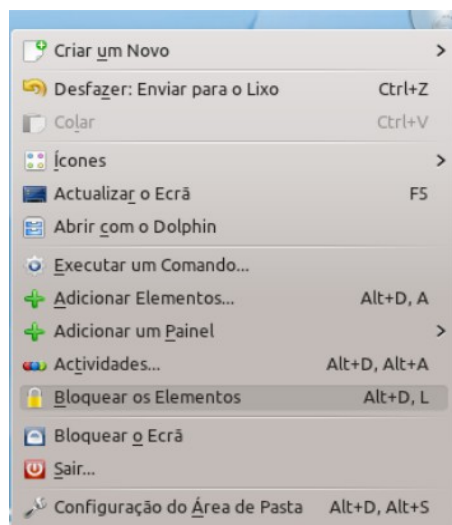 Criar um Novo
Desfazer: Enviar para o Lixo Ctrl+Z
Colar Ctrl+V
Ícones
Actualizar o Ecrã F5
Abrir com o Dolphin
Executar um Comando...
Adicionar Elementos... Alt+D, A
Adicionar um Painel
Actividades... Alt+D, Alt+A
Bloquear os Elementos Alt+D, L
Bloquear o Ecrã
Sair...
Configuração do Área de Pasta Alt+D, Alt+S